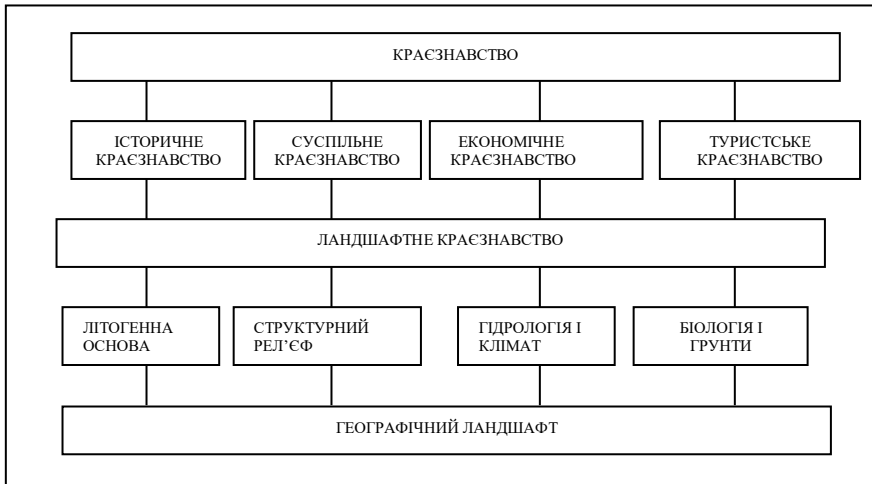 КРАЄЗНАВСТВО
ІСТОРИЧНЕ
КРАЄЗНАВСТВО
СУСПІЛЬНЕ
КРАЄЗНАВСТВО
ЕКОНОМІЧНЕ
КРАЄЗНАВСТВО
ТУРИСТСЬКЕ
КРАЄЗНАВСТВО
ЛАНДШАФТНЕ КРАЄЗНАВСТВО
ЛІТОГЕННА
ОСНОВА
СТРУКТУРНИЙ
РЕЛ’ЄФ
ГІДРОЛОГІЯ І
КЛІМАТ
БІОЛОГІЯ І
ГРУНТИ
ГЕОГРАФІЧНИЙ ЛАНДШАФТ